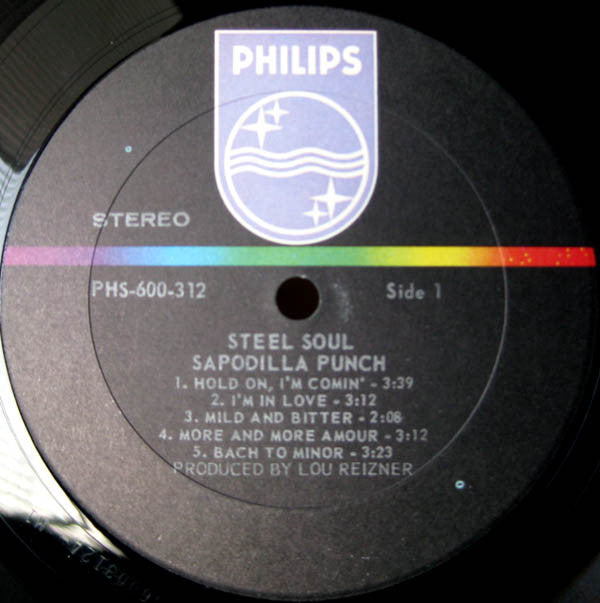 PHILIPS
STEREO
PHS-600-312 Side 1
STEEL SOUL
SAPODILLA PUNCH
1. HOLD ON, I'M COMIN' - 3:39
2. I'M IN LOVE - 3:12
3. MILD AND BITTER - 2:08
4. MORE AND MORE AMOUR - 3:12
5. BACH TO MINOR - 3:23
PRODUCED BY LOU REIZNER